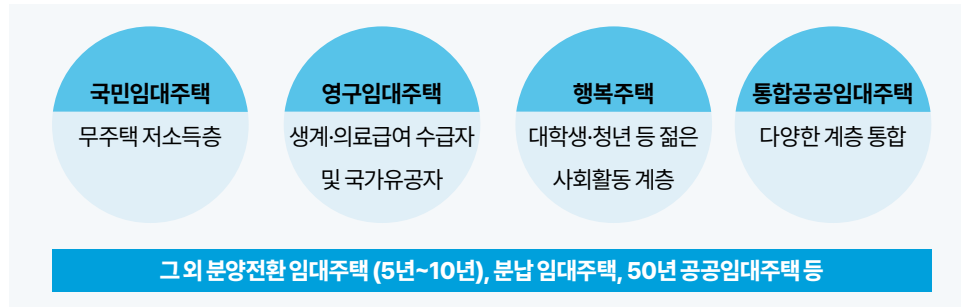 국민임대주택
무주택 저소득층
영구임대주택
생계·의료급여 수급자
및 국가유공자
행복주택
대학생·청년 등 젊은
사회활동 계층
통합공공임대주택
다양한 계층 통합
그 외 분양전환 임대주택 (5년~10년), 분납 임대주택, 50년 공공임대주택 등